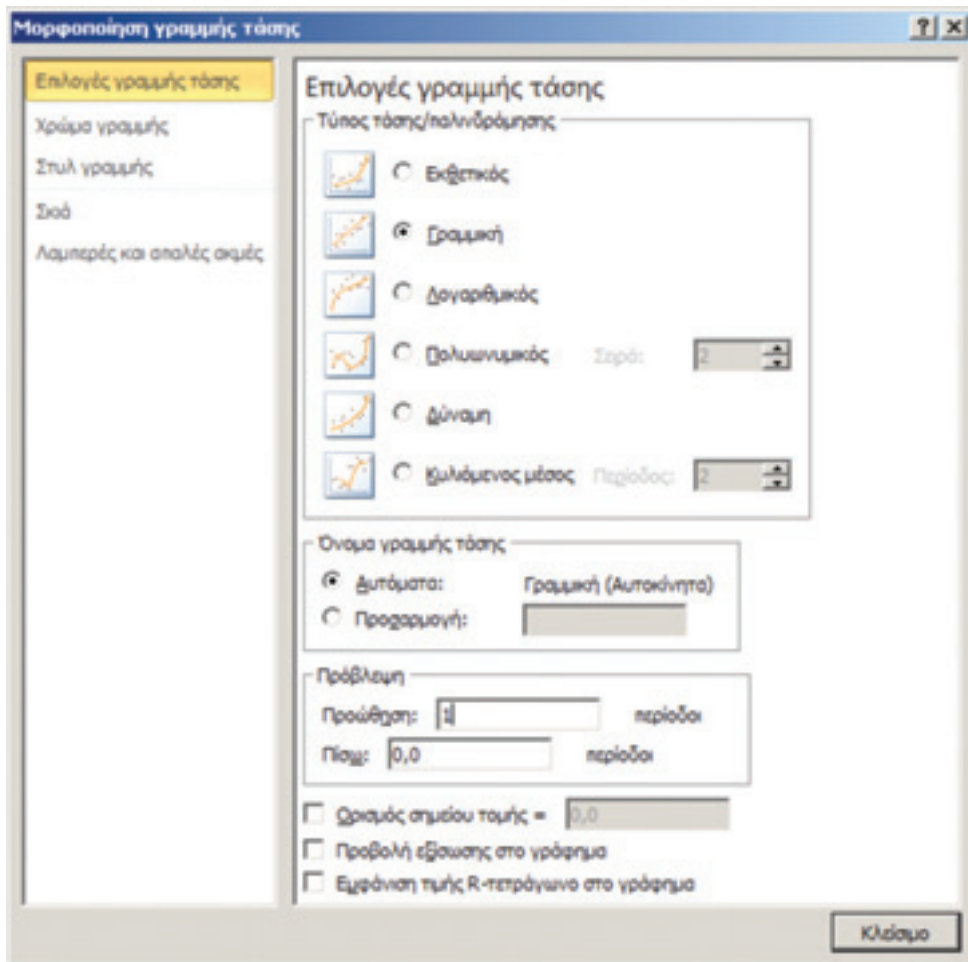 Μορφοποίηση γραμμής τάσης
Επιλογές γραμμής τάσης
Χρώμα γραμμής
Στυλ γραμμής
Σκιά
Λαμπερές και απαλές ακμές
Επιλογές γραμμής τάσης
Τύπος τάσης/παλινδρόμησης
Εκθετικός
Γραμμική
Λογαριθμικός
Πολυωνυμικός Σειρά: 2
Δύναμη
Κυλιόμενος μέσος Περίοδος: 2
Όνομα γραμμής τάσης
Αυτόματα: Γραμμική (Αυτοκίνητα)
Προσαρμογή:
Πρόβλεψη
Προώθηση: 1 περίοδοι
Πίσω: 0,0 περίοδοι
Ορισμός σημείου τομής = 0,0
Προβολή εξίσωσης στο γράφημα
Εμφάνιση τιμής R-τετράγωνο στο γράφημα
Κλείσιμο